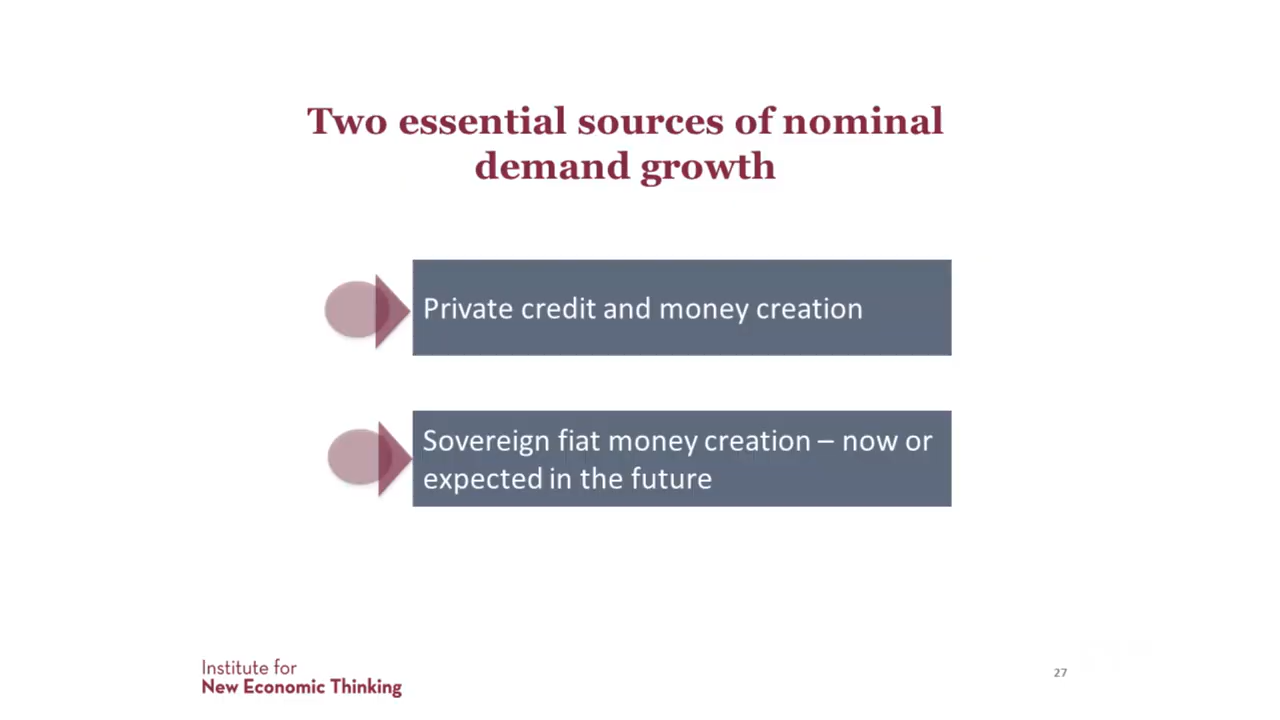 Two essential sources of nominal
demand growth
Private credit and money creation
Sovereign fiat money creation – now or
expected in the future
Institute for
New Economic Thinking
27